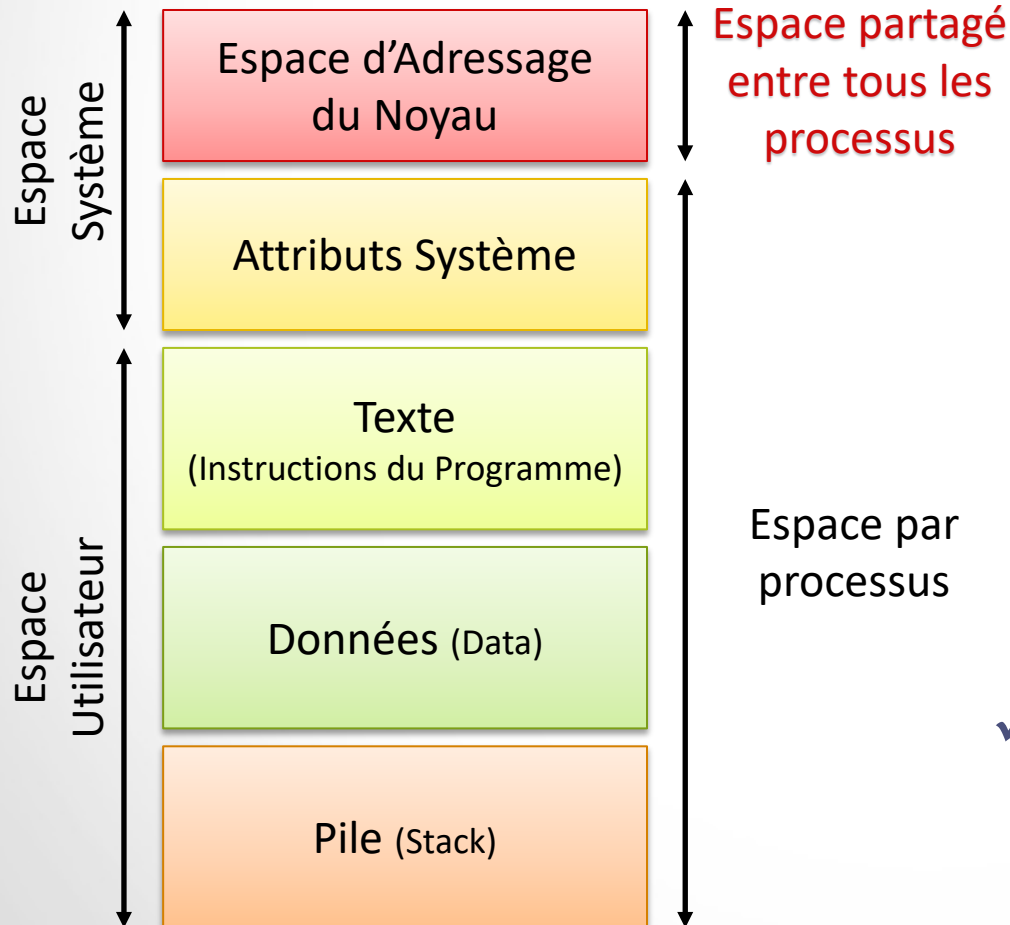 Espace
Système
Espace d’Adressage
du Noyau
Espace partagé
entre tous les
processus
Attributs Système
Espace
Utilisateur
Texte
(Instructions du Programme)
Données (Data)
Pile (Stack)
Espace par
processus